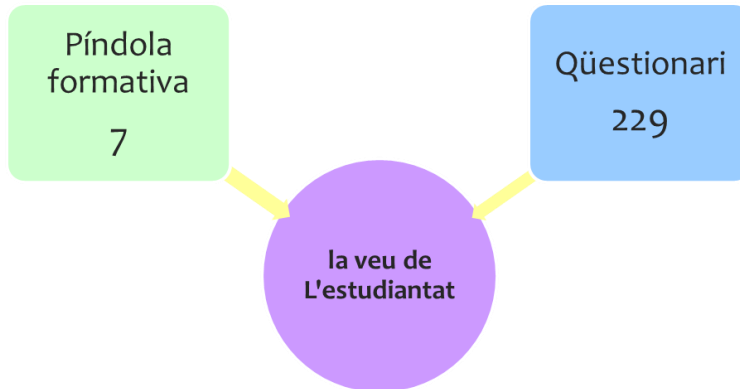 Píndola
formativa
7
Qüestionari
229
la veu de
L'estudiantat